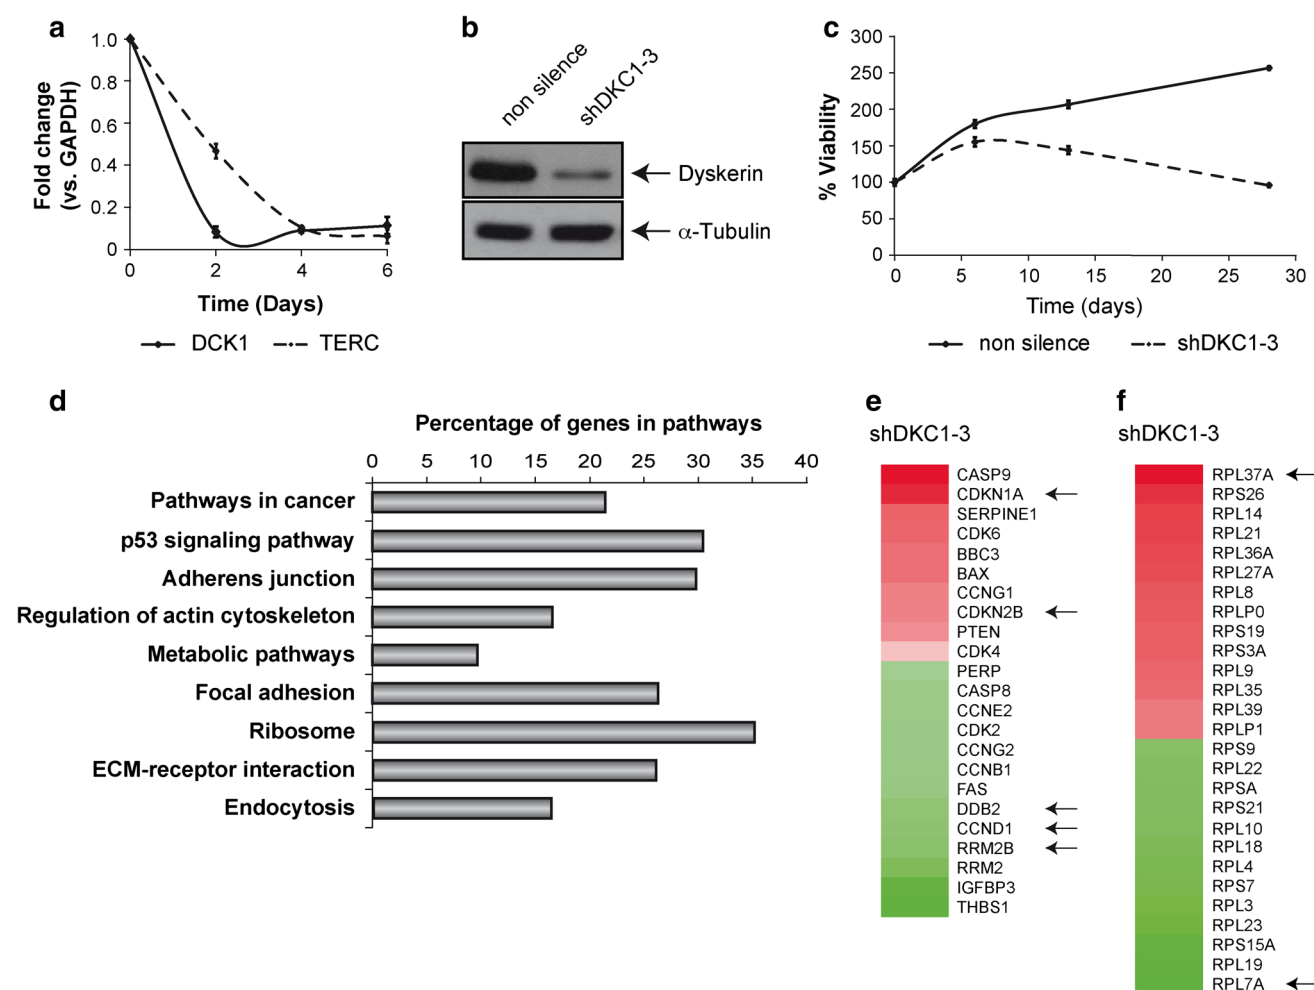 a
Fold change
(vs. GAPDH)
1.0
0.8
0.6
0.4
0.2
0
0 2 4 6
Time (Days)
DCK1 TERC
b
non silence
shDKC1-3
Dyskerin
α-Tubulin
c
% Viability
300
250
200
150
100
50
0
0 5 10 15 20 25 30
Time (days)
non silence shDKC1-3
d
Percentage of genes in pathways
0 5 10 15 20 25 30 35 40
Pathways in cancer
p53 signaling pathway
Adherens junction
Regulation of actin cytoskeleton
Metabolic pathways
Focal adhesion
Ribosome
ECM-receptor interaction
Endocytosis
e
shDKC1-3
CASP9
CDKN1A
SERPINE1
CDK6
BBC3
BAX
CCNG1
CDKN2B
PTEN
CDK4
PERP
CASP8
CCNE2
CDK2
CCNG2
CCNB1
FAS
DDB2
CCND1
RRM2B
RRM2
IGFBP3
THBS1
f
shDKC1-3
RPL37A
RPS26
RPL14
RPL21
RPL36A
RPL27A
RPL8
RPLP0
RPS19
RPS3A
RPL9
RPL35
RPL39
RPLP1
RPS9
RPL22
RPSA
RPS21
RPL10
RPL18
RPL4
RPS7
RPL3
RPL23
RPS15A
RPL19
RPL7A